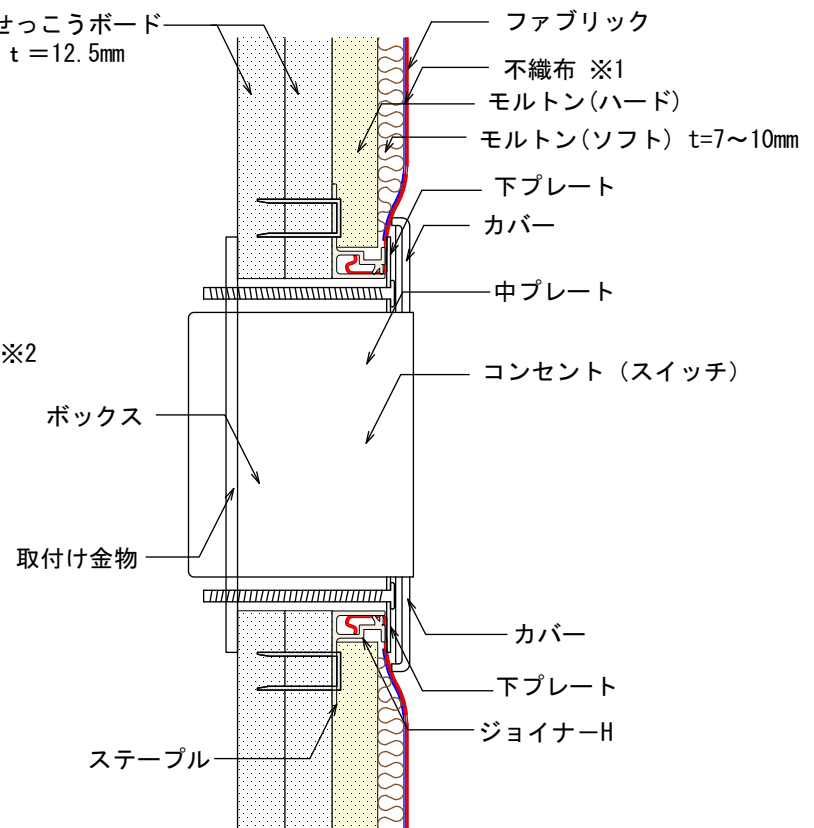 せっこうボード
t＝12.5mm
ファブリック
不織布 ※1
モルトン(ハード)
モルトン(ソフト) t=7～10mm
下プレート
カバー
中プレート
※2
コンセント（スイッチ）
ボックス
取付け金物
カバー
下プレート
ジョイナーH
ステープル